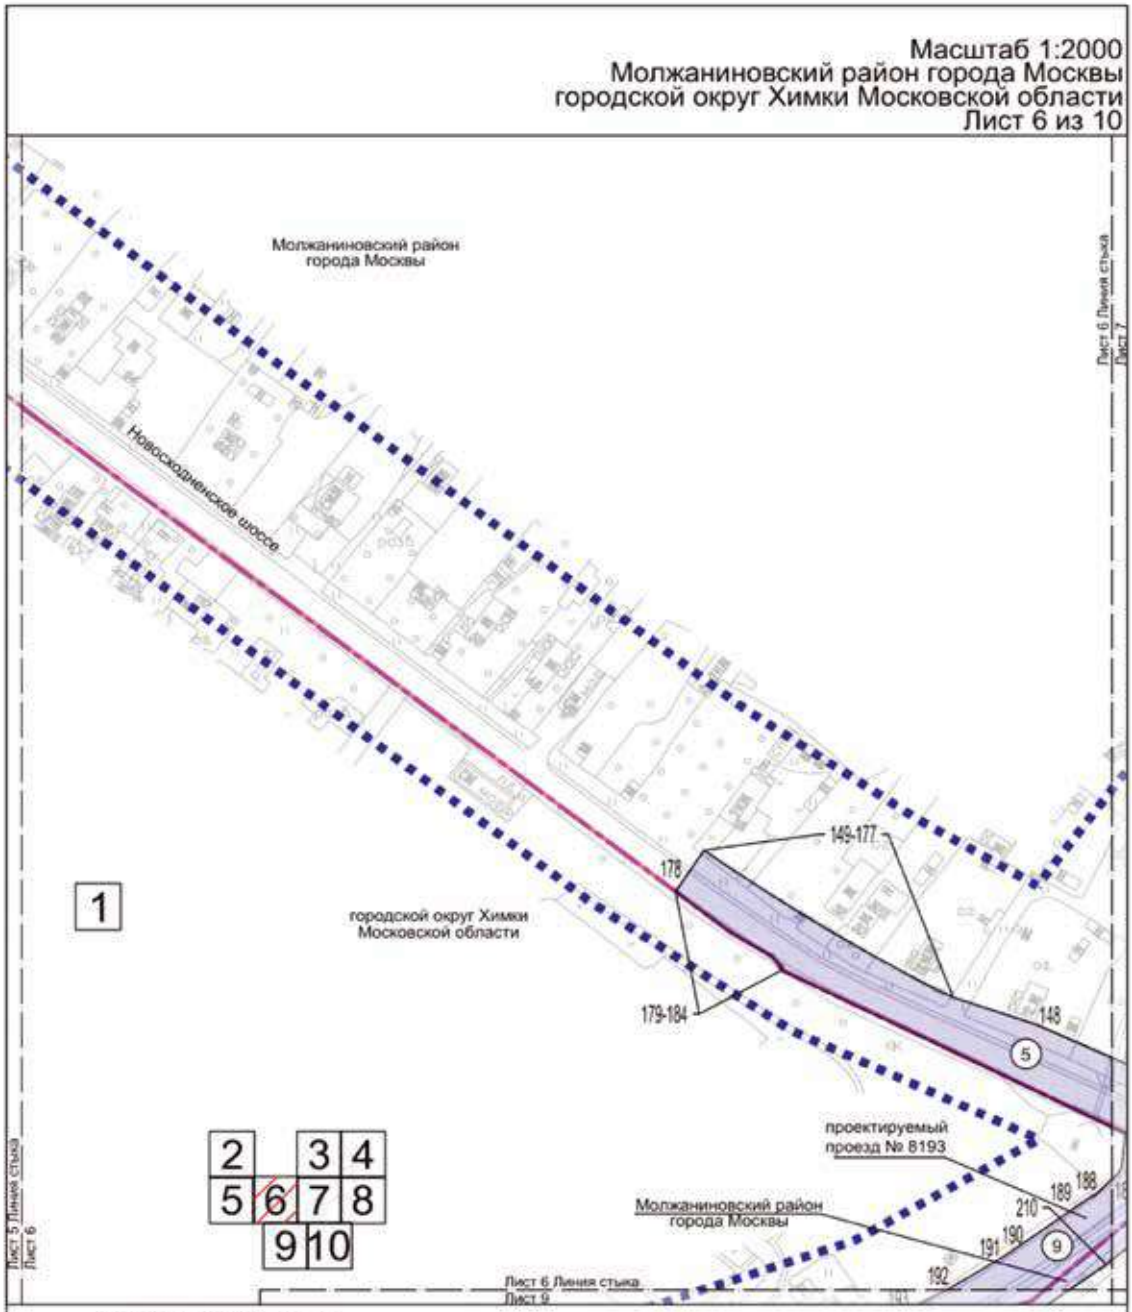 Масштаб 1:2000
Молжаниновский район города Москвы
городской округ Химки Московской области
Лист 6 из 10
Молжаниновский район
города Москвы
Лист 6 Линия стыка
Лист 7
Новосходненское шоссе
149-177
178
1
городской округ Химки
Московской области
179-184
148
5
проектируемый
проезд № 8193
2 3 4
5 6 7 8
9 10
188
189
210
Молжаниновский район
города Москвы
190
191
9
192
193
Лист 5 Линия стыка
Лист 6
Лист 6 Линия стыка
Лист 9